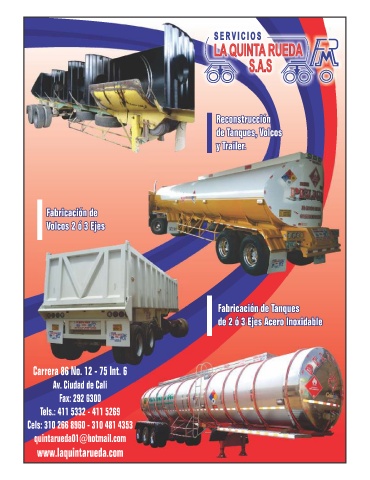 SERVICIOS
LA QUINTA RUEDA
S.A.S
Reconstrucción
de Tanques, Volcos
y Trailer.
Fabricación de
Volcos 2 ó 3 Ejes
Fabricación de Tanques
de 2 ó 3 Ejes Acero Inoxidable
Carrera 86 No. 12 - 75 Int. 6
Av. Ciudad de Cali
Fax: 292 6300
Tels.: 411 5332 - 411 5269
Cels: 310 266 8960 - 310 481 4353
quintarueda01@hotmail.com
www.laquintarueda.com